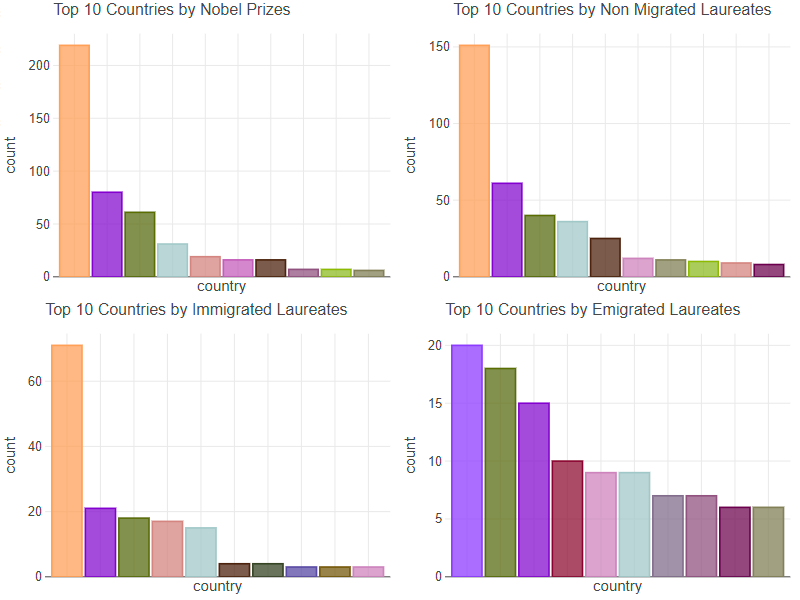 Top 10 Countries by Nobel Prizes
200
150
100
50
0
count
country
Top 10 Countries by Non Migrated Laureates
150
100
50
0
count
country
Top 10 Countries by Immigrated Laureates
60
40
20
0
count
country
Top 10 Countries by Emigrated Laureates
20
15
10
5
0
count
country